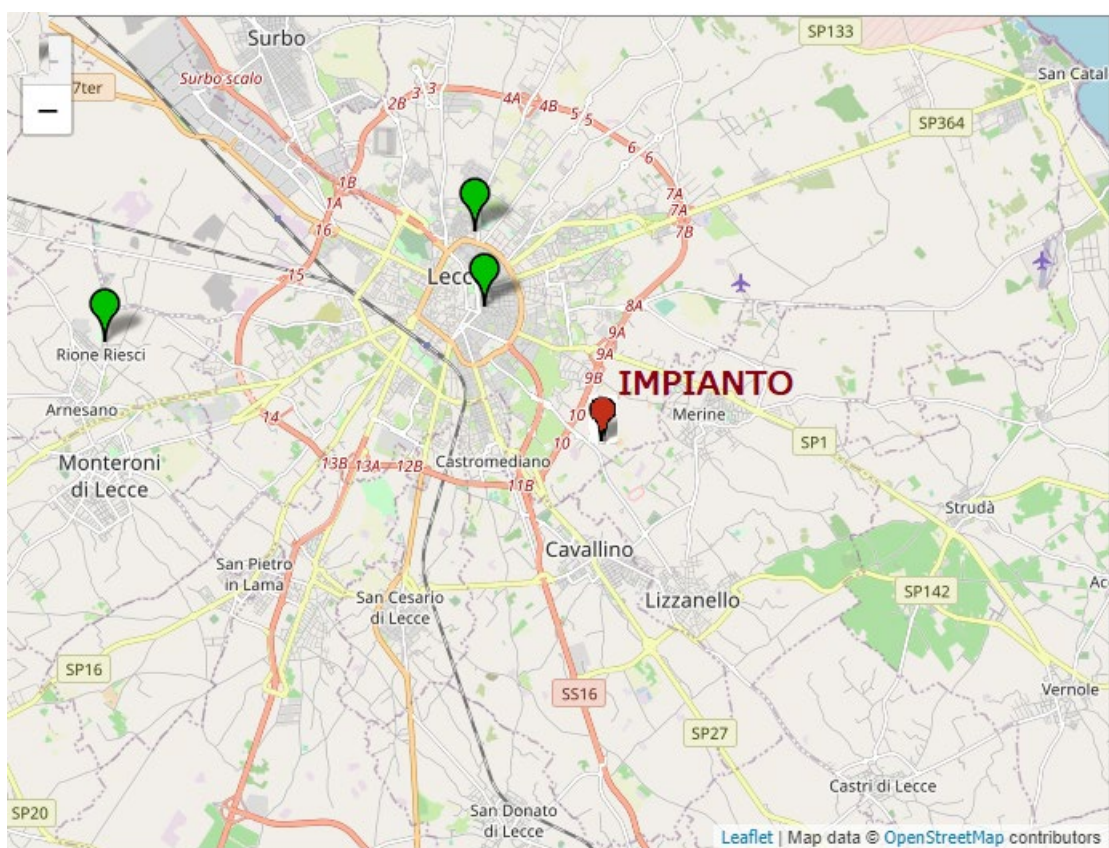 Surbo
SP133
Surbo scalo
7ter
San Catal
3
3
2B
4A
4B
5
5
SP364
−
6
6
1B
7A
1A
7A
16
7B
Lecc
15
8A
9A
Rione Riesci
9A
9B
IMPIANTO
Arnesano
14
10
Merine
10
SP1
Monteroni
di Lecce
13B
13A
12B
Castromediano
11B
Strudà
Cavallino
San Pietro
in Lama
San Cesario
di Lecce
Lizzanello
SP142
Ac
SP16
SS16
Vernole
SP27
Castri di Lecce
SP20
San Donato
di Lecce
Leaflet | Map data © OpenStreetMap contributors